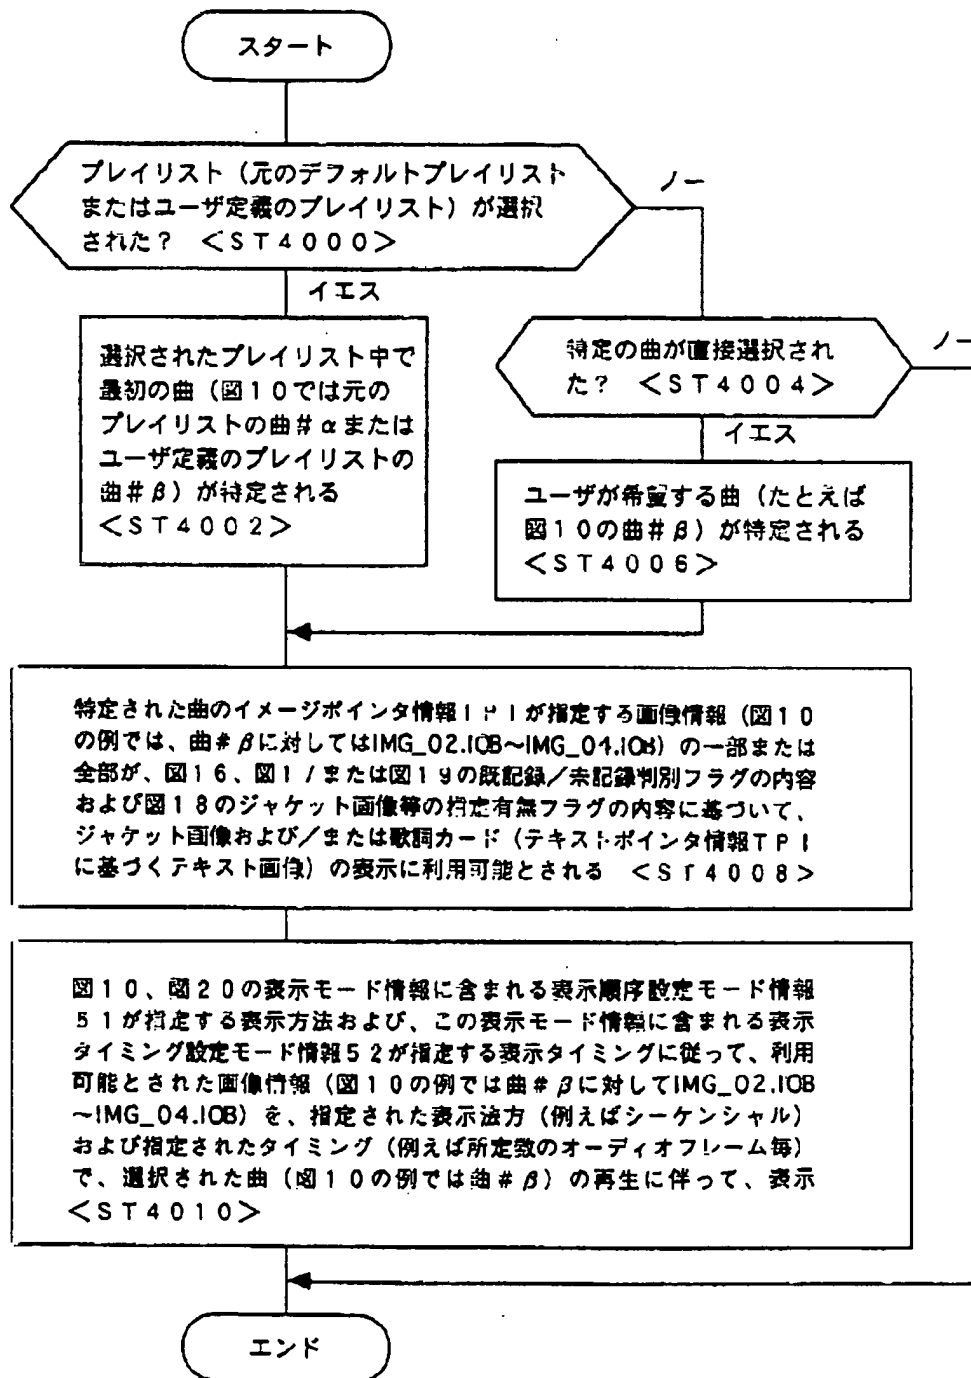 スタート
プレイリスト（元のデフォルトプレイリスト
またはユーザ定義のプレイリスト）が選択
された？ ＜ＳＴ４０００＞
ノー
イエス
選択されたプレイリスト中で
最初の曲（図１０では元の
プレイリストの曲＃αまたは
ユーザ定義のプレイリストの
曲＃β）が特定される
＜ＳＴ４００２＞
特定の曲が直接選択され
た？ ＜ＳＴ４００４＞
ノー
イエス
ユーザが希望する曲（たとえば
図１０の曲＃β）が特定される
＜ＳＴ４００６＞
特定された曲のイメージポインタ情報ＩＰＩが指定する画像情報（図１０
の例では、曲＃βに対してはIMG_02.IOB〜IMG_04.IOB）の一部または
全部が、図１６、図１７または図１９の既記録／未記録判別フラグの内容
および図１８のジャケット画像等の指定有無フラグの内容に基づいて、
ジャケット画像および／または歌詞カード（テキストポインタ情報ＴＰＩ
に基づくテキスト画像）の表示に利用可能とされる ＜ＳＴ４００８＞
図１０、図２０の表示モード情報に含まれる表示順序設定モード情報
５１が指定する表示方法および、この表示モード情報に含まれる表示
タイミング設定モード情報５２が指定する表示タイミングに従って、利用
可能とされた画像情報（図１０の例では曲＃βに対してIMG_02.IOB
〜IMG_04.IOB）を、指定された表示法方（例えばシーケンシャル）
および指定されたタイミング（例えば所定数のオーディオフレーム毎）
で、選択された曲（図１０の例では曲＃β）の再生に伴って、表示
＜ＳＴ４０１０＞
エンド